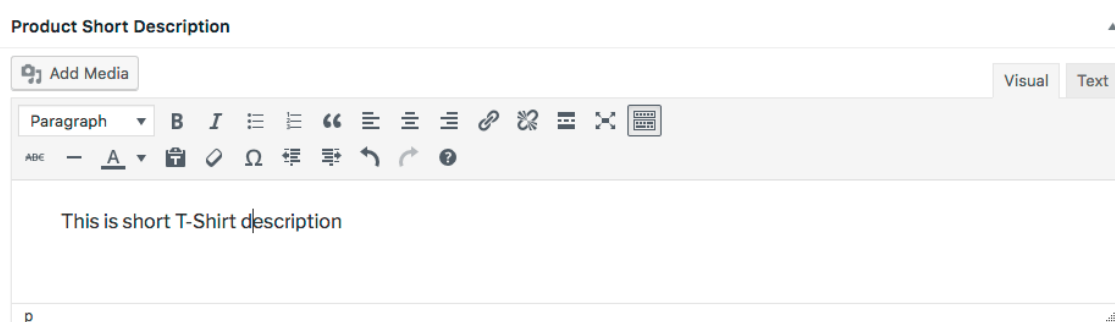 Product Short Description
Add Media
Visual Text
Paragraph B I
ABC A Ω
This is short T-Shirt description
p